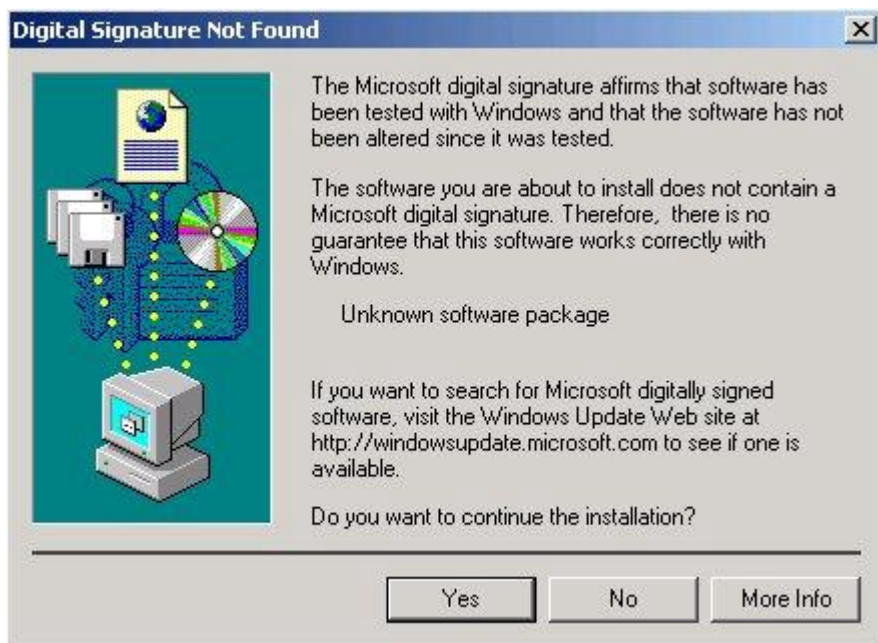 Digital Signature Not Found
The Microsoft digital signature affirms that software has
been tested with Windows and that the software has not
been altered since it was tested.
The software you are about to install does not contain a
Microsoft digital signature. Therefore, there is no
guarantee that this software works correctly with
Windows.
Unknown software package
If you want to search for Microsoft digitally signed
software, visit the Windows Update Web site at
http://windowsupdate.microsoft.com to see if one is
available.
Do you want to continue the installation?
Yes
No
More Info